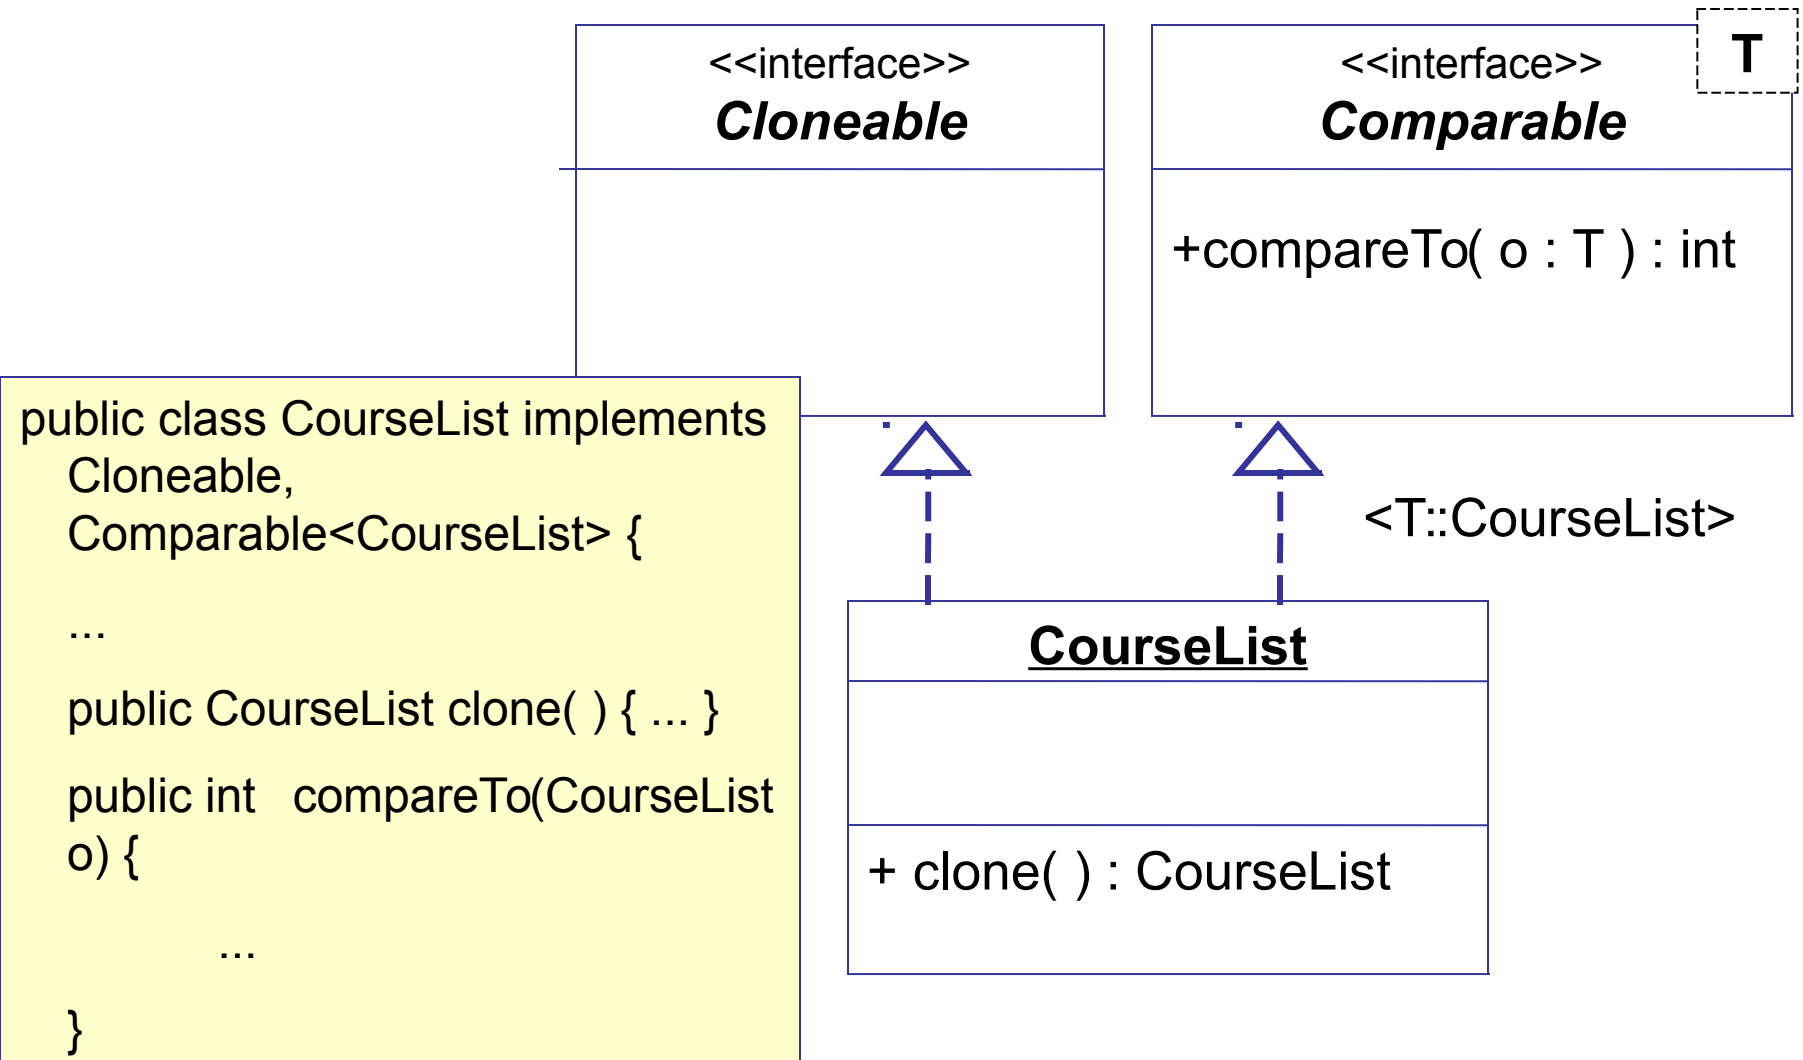 <<interface>>
Cloneable
<<interface>>
Comparable
T
+compareTo( o : T ) : int
public class CourseList implements
Cloneable,
Comparable<CourseList> {
...
public CourseList clone( ) { ... }
public int   compareTo(CourseList
o) {
...
}
<T::CourseList>
CourseList
+ clone( ) : CourseList